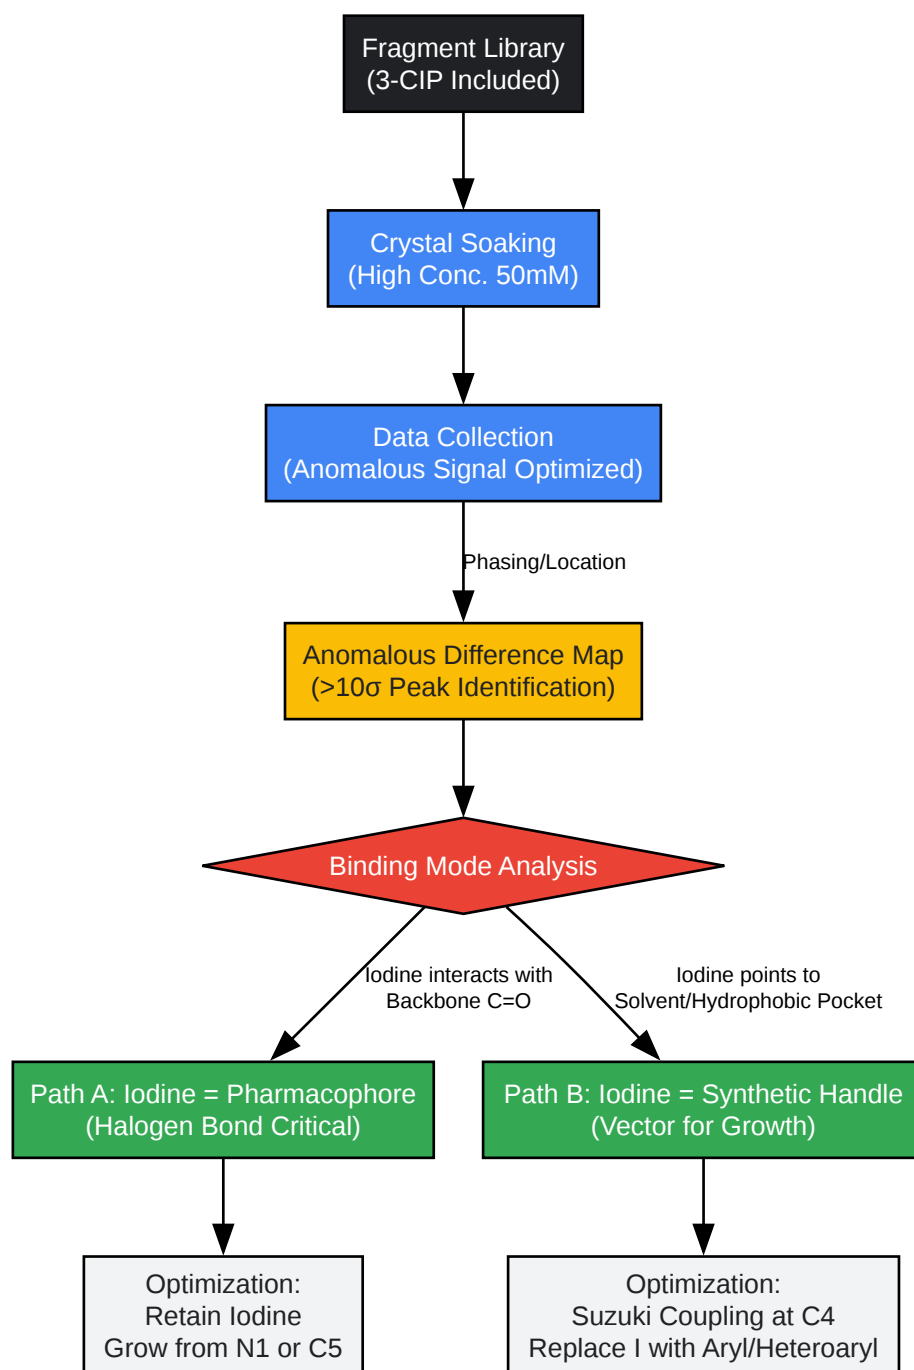 Fragment Library
(3-CIP Included)
Crystal Soaking
(High Conc. 50mM)
Data Collection
(Anomalous Signal Optimized)
Phasing/Location
Anomalous Difference Map
(>10σ Peak Identification)
Binding Mode Analysis
Iodine interacts with
Backbone C=O
Iodine points to
Solvent/Hydrophobic Pocket
Path A: Iodine = Pharmacophore
(Halogen Bond Critical)
Path B: Iodine = Synthetic Handle
(Vector for Growth)
Optimization:
Retain Iodine
Grow from N1 or C5
Optimization:
Suzuki Coupling at C4
Replace I with Aryl/Heteroaryl